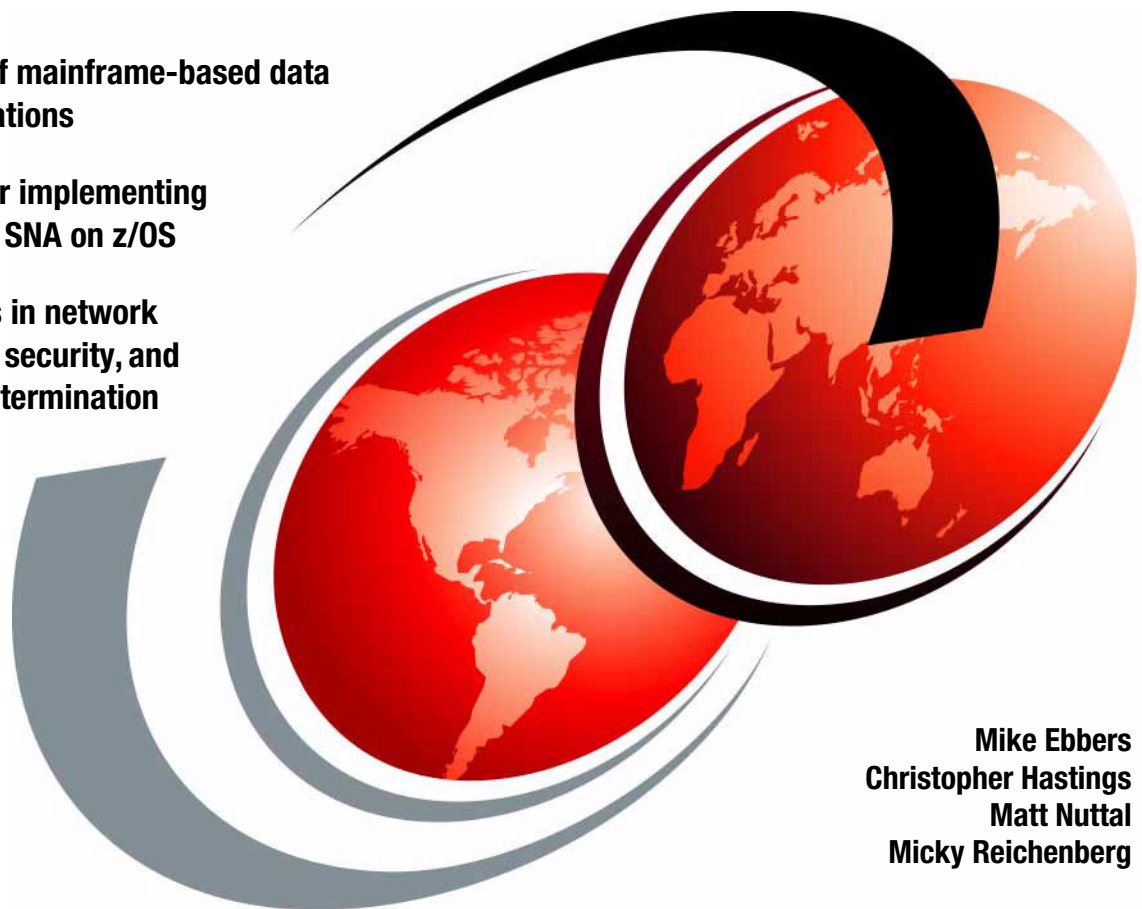 f mainframe-based data
ations
r implementing
SNA on z/OS
s in network
security, and
termination
Mike Ebbers
Christopher Hastings
Matt Nuttal
Micky Reichenberg